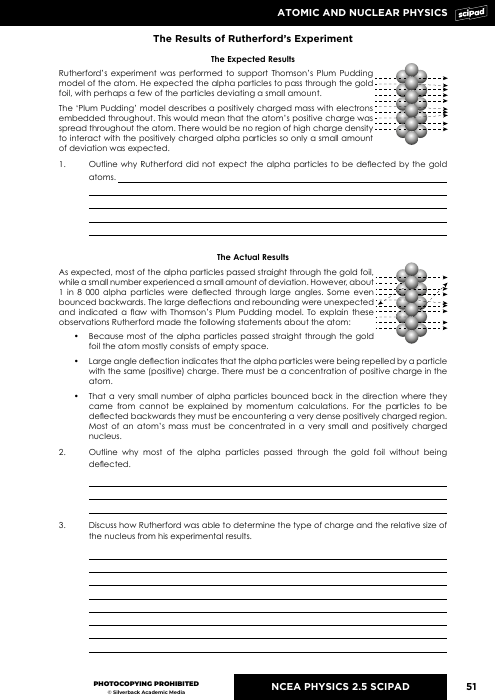 ATOMIC AND NUCLEAR PHYSICS
scipad
The Results of Rutherford's Experiment
The Expected Results
Rutherford's experiment was performed to support Thomson's Plum Pudding
model of atom. He expected the alpha particles to pass through the gold
foil, with perhaps a few of the particles deviating a small amount.
The 'Plum Pudding' model describes a positively charged mass with electrons
embedded throughout. This would mean that the atom's positive charge was
spread throughout the atom. There would be no region of high charge density
to interact with the positively charged alpha particles so only a small amount
of deviation was expected.
1. Outline why Rutherford did not expect the alpha particles to be deflected by the gold
atoms.
The Actual Results
As expected, most of the alpha particles passed straight through the gold foil,
while a small number experienced a small amount of deviation. However, about
1 in 8 000 alpha particles were deflected through large angles. Some even
bounced backwards. The large deflections and rebounding were unexpected
and indicated a flaw with Thomson's Plum Pudding model. To explain these
observations Rutherford made the following statements about the atom:
• Because most of the alpha particles passed straight through the gold
foil the atom mostly consists of empty space.
• Large angle deflection indicates that the alpha particles were being repelled by a particle
with the same (positive) charge. There must be a concentration of positive charge in the
atom.
• That a very small number of alpha particles bounced back in the direction where they
came from cannot be explained by momentum calculations. For the particles to be
deflected backwards they must be encountering a very dense positively charged region.
Most of an atom's mass must be concentrated in a very small and positively charged
nucleus.
2. Outline why most of the alpha particles passed through the gold foil without being
deflected.
3. Discuss how Rutherford was able to determine the type of charge and the relative size of
the nucleus from his experimental results.
PHOTOCOPYING PROHIBITED
© Silverback Academic Media
NCEA PHYSICS 2.5 SCIPAD
51